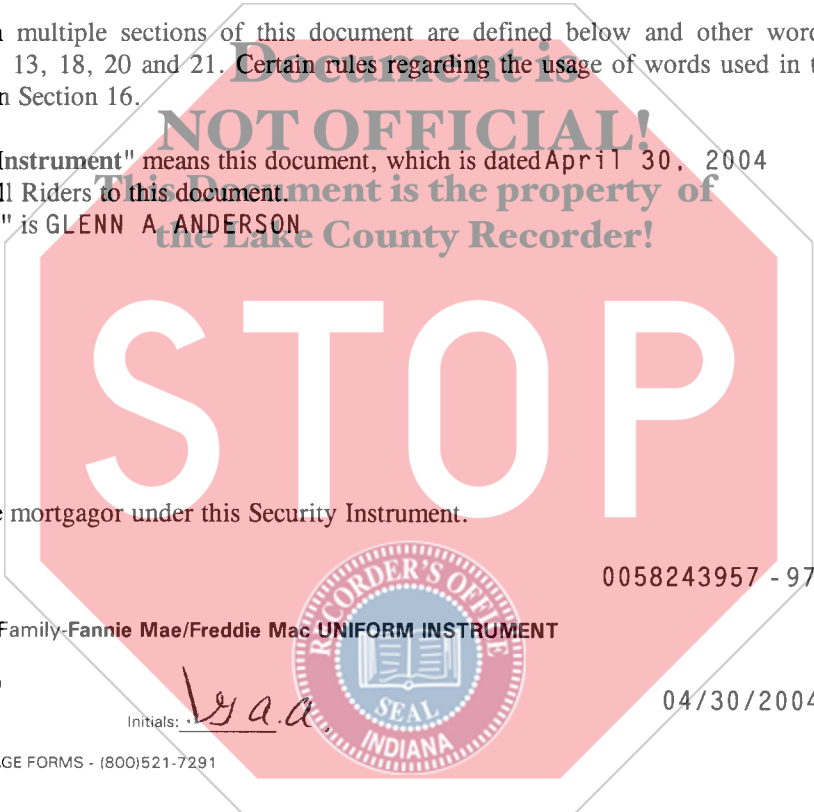 multiple sections of this document are defined below and other word
13, 18, 20 and 21. Certain rules regarding the usage of words used in t
n Section 16.
Document is
NOT OFFICIAL!
Instrument" means this document, which is dated April 30, 2004
ll Riders to this document.
This Document is the property of
" is GLENN A ANDERSON
the Lake County Recorder!
STOP
e mortgagor under this Security Instrument.
0058243957 - 97
RECORDER'S OFFICE
Family-Fannie Mae/Freddie Mac UNIFORM INSTRUMENT
SEAL
INDIANA
Initials: g a.a.
04/30/2004
GE FORMS - (800)521-7291